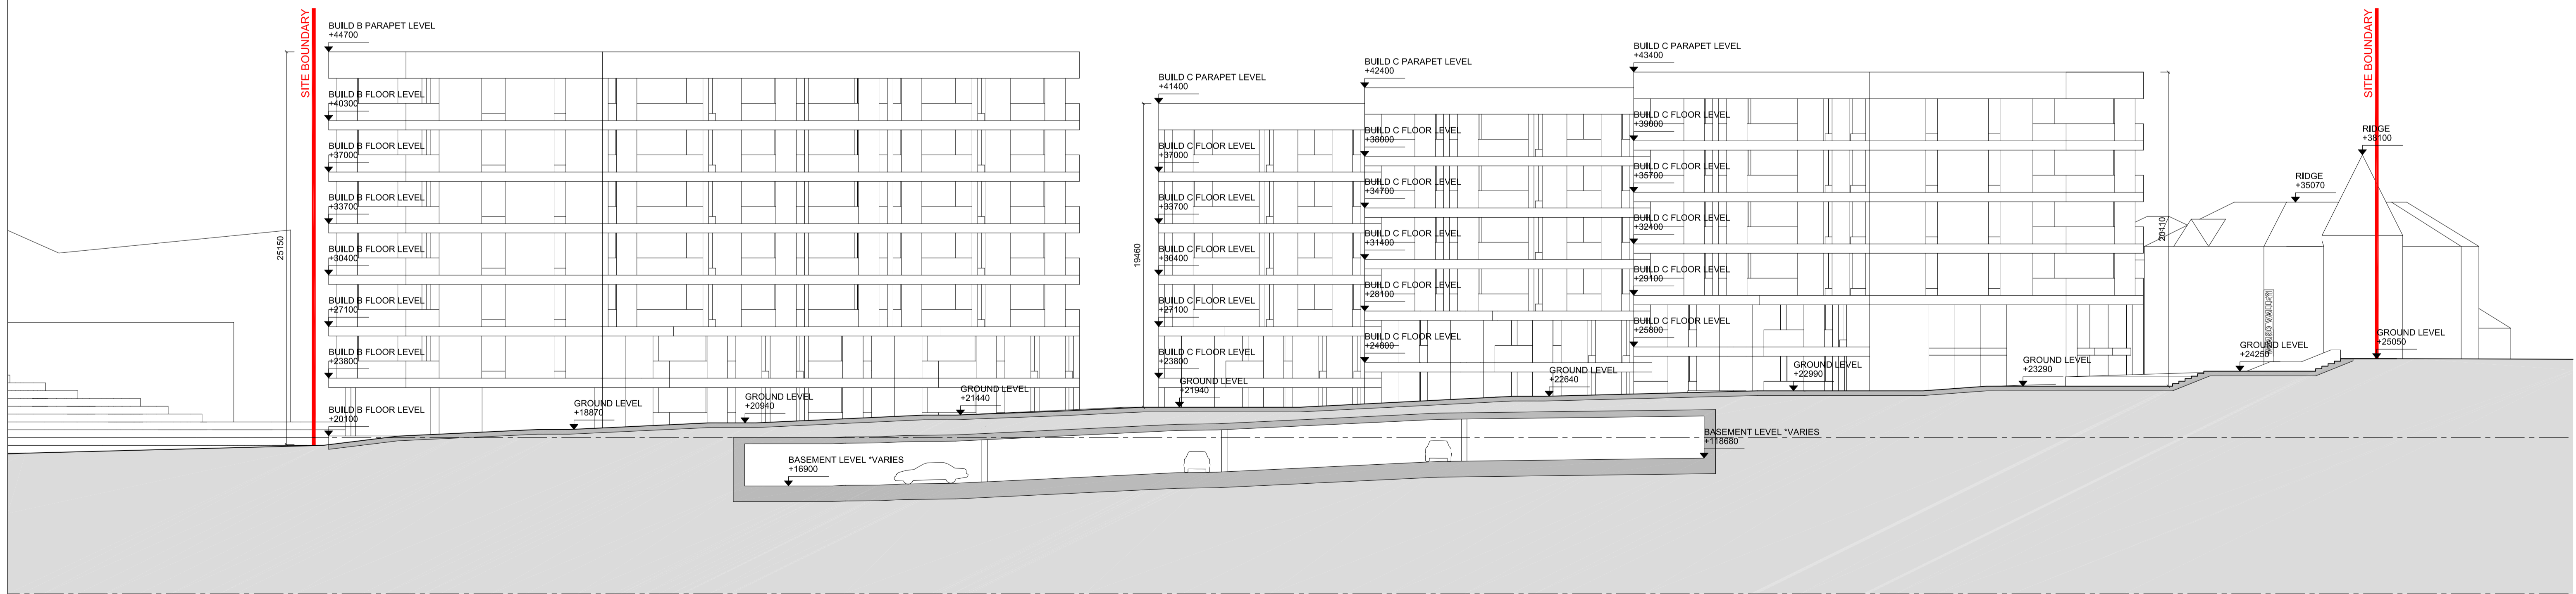 SITE BOUNDARY
BUILD B PARAPET LEVEL
+44700
BUILD B FLOOR LEVEL
+40300
BUILD B FLOOR LEVEL
+37000
BUILD B FLOOR LEVEL
+33700
BUILD B FLOOR LEVEL
+30400
BUILD B FLOOR LEVEL
+27100
BUILD B FLOOR LEVEL
+23800
BUILD B FLOOR LEVEL
+20100
25150
GROUND LEVEL
+18870
GROUND LEVEL
+20940
GROUND LEVEL
+21440
BASEMENT LEVEL *VARIES
+16900
BUILD C PARAPET LEVEL
+41400
BUILD C FLOOR LEVEL
+37000
BUILD C FLOOR LEVEL
+33700
BUILD C FLOOR LEVEL
+36400
BUILD C FLOOR LEVEL
+27100
BUILD C FLOOR LEVEL
+23800
19460
GROUND LEVEL
+21940
BUILD C PARAPET LEVEL
+42400
BUILD C FLOOR LEVEL
+38000
BUILD C FLOOR LEVEL
+34700
BUILD C FLOOR LEVEL
+31400
BUILD C FLOOR LEVEL
+28100
BUILD C FLOOR LEVEL
+24800
GROUND LEVEL
+22640
BUILD C PARAPET LEVEL
+43400
BUILD C FLOOR LEVEL
+39000
BUILD C FLOOR LEVEL
+35700
BUILD C FLOOR LEVEL
+32400
BUILD C FLOOR LEVEL
+29100
BUILD C FLOOR LEVEL
+25800
BASEMENT LEVEL *VARIES
+118680
GROUND LEVEL
+22990
GROUND LEVEL
+23290
20110
GROUND LEVEL
+24250
RIDGE
+35070
RIDGE
+38100
SITE BOUNDARY
GROUND LEVEL
+25050